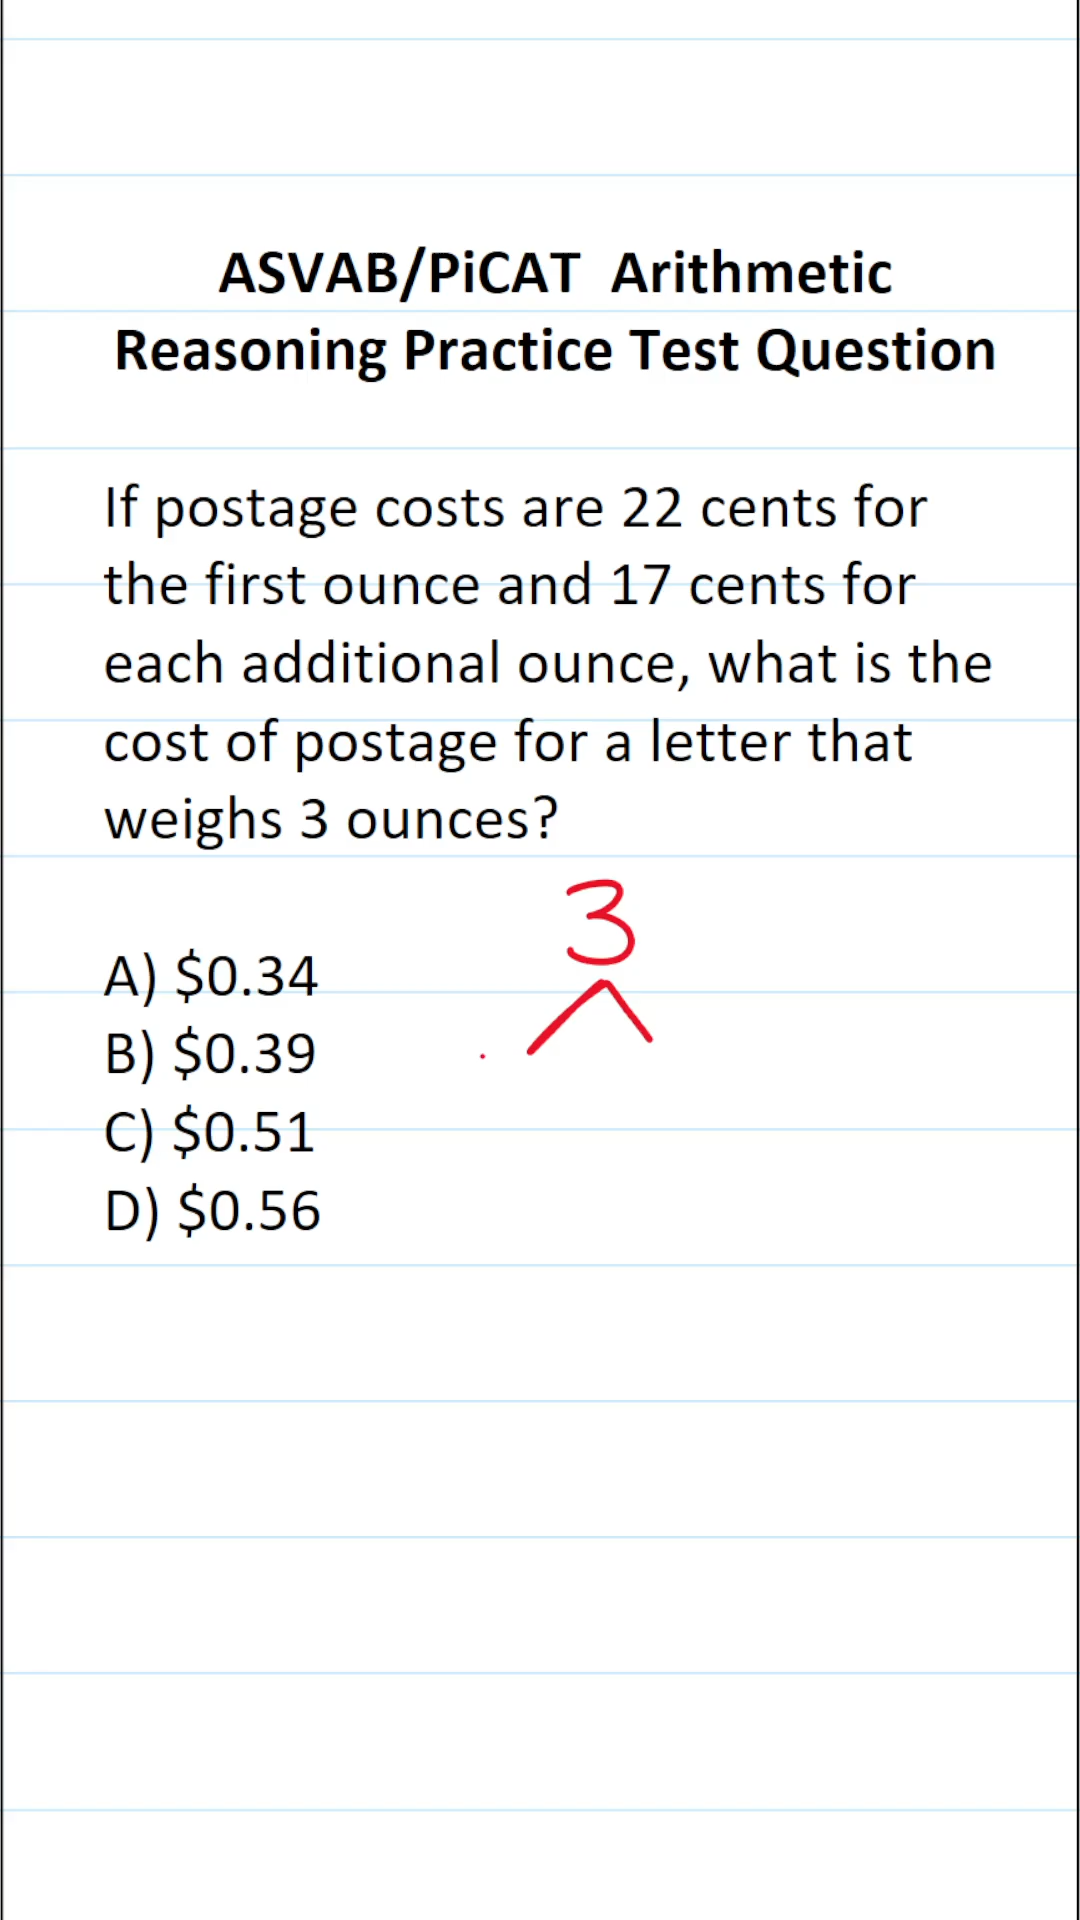 ASVAB/PiCAT Arithmetic
Reasoning Practice Test Question
If postage costs are 22 cents for
the first ounce and 17 cents for
each additional ounce, what is the
cost of postage for a letter that
weighs 3 ounces?
3
A) $0.34
B) $0.39
C) $0.51
D) $0.56